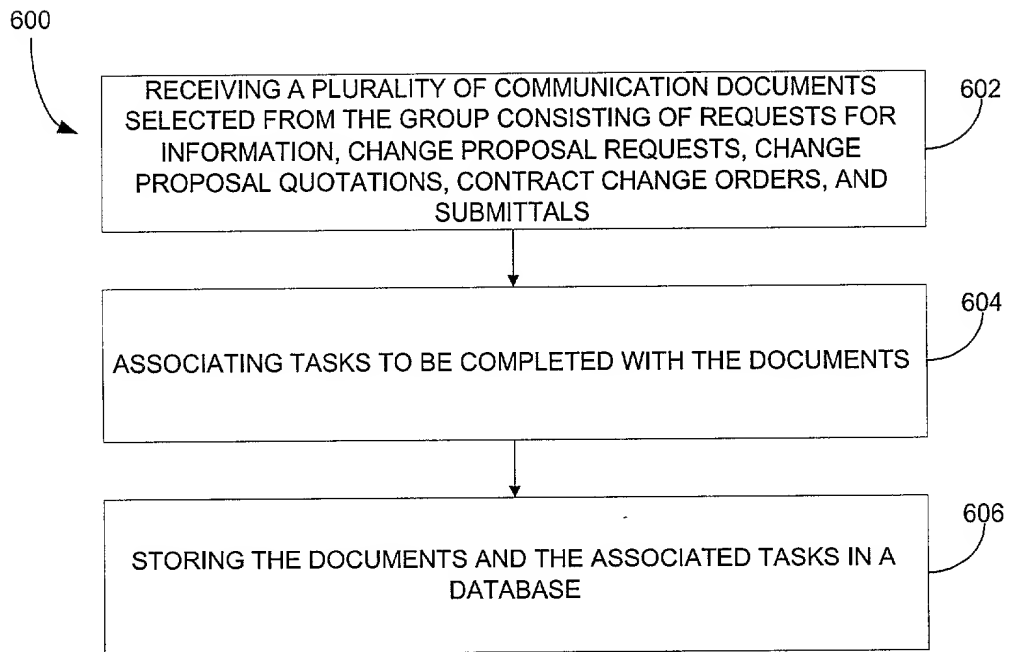 600
RECEIVING A PLURALITY OF COMMUNICATION DOCUMENTS
SELECTED FROM THE GROUP CONSISTING OF REQUESTS FOR
INFORMATION, CHANGE PROPOSAL REQUESTS, CHANGE
PROPOSAL QUOTATIONS, CONTRACT CHANGE ORDERS, AND
SUBMITTALS
602
ASSOCIATING TASKS TO BE COMPLETED WITH THE DOCUMENTS
604
STORING THE DOCUMENTS AND THE ASSOCIATED TASKS IN A
DATABASE
606